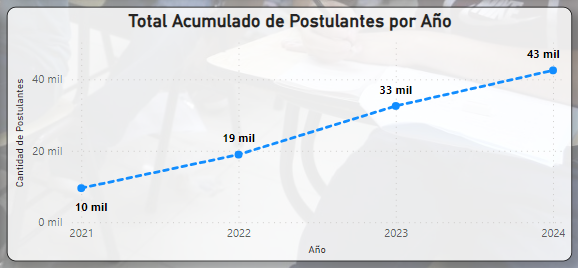 Total Acumulado de Postulantes por Año
Cantidad de Postulantes
40 mil
20 mil
0 mil
10 mil
19 mil
33 mil
43 mil
2021
2022
2023
2024
Año